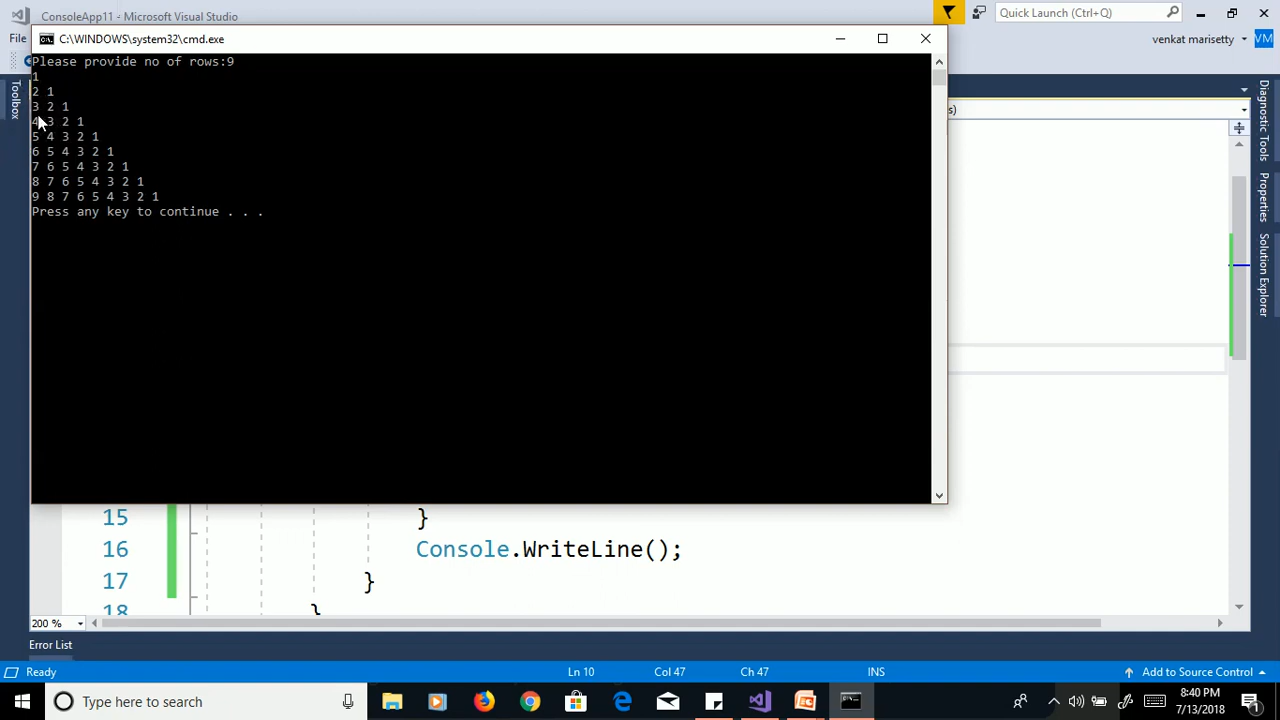 ConsoleApp11 - Microsoft Visual Studio
Quick Launch (Ctrl+Q)
File
venkat marisetty
VM
C:\WINDOWS\system32\cmd.exe
Please provide no of rows:9
1
2 1
3 2 1
4 3 2 1
5 4 3 2 1
6 5 4 3 2 1
7 6 5 4 3 2 1
8 7 6 5 4 3 2 1
9 8 7 6 5 4 3 2 1
Press any key to continue . . .
Toolbox
s)
Diagnostic Tools
Properties
Solution Explorer
15 }
16 Console.WriteLine();
17 }
18 }
200 %
Error List
Ready
Ln 10
Col 47
Ch 47
INS
Add to Source Control
Type here to search
8:40 PM
7/13/2018
1